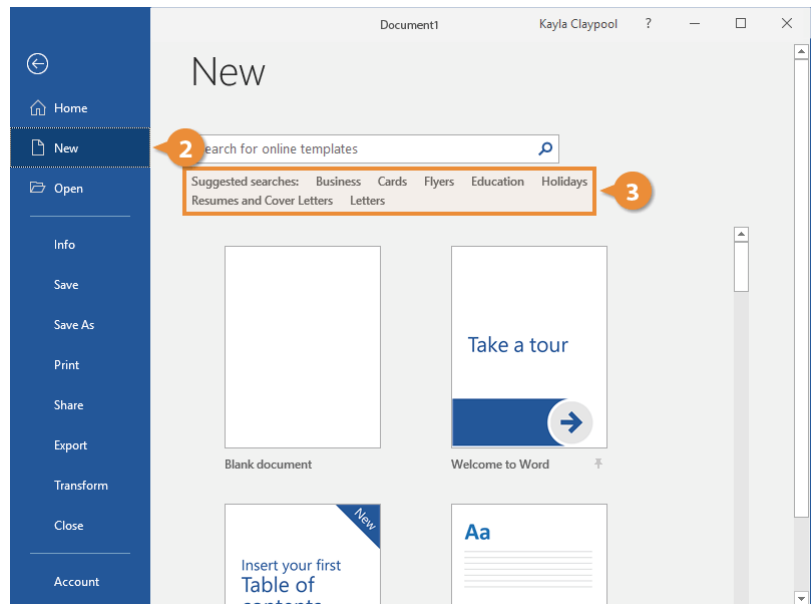 Document1 Kayla Claypool ?
New
Home
New
2
earch for online templates
Open
Suggested searches: Business Cards Flyers Education Holidays
Resumes and Cover Letters Letters
3
Info
Save
Save As
Print
Share
Export
Transform
Close
Account
Take a tour
Blank document Welcome to Word
New
Insert your first
Table of
contents
Aa